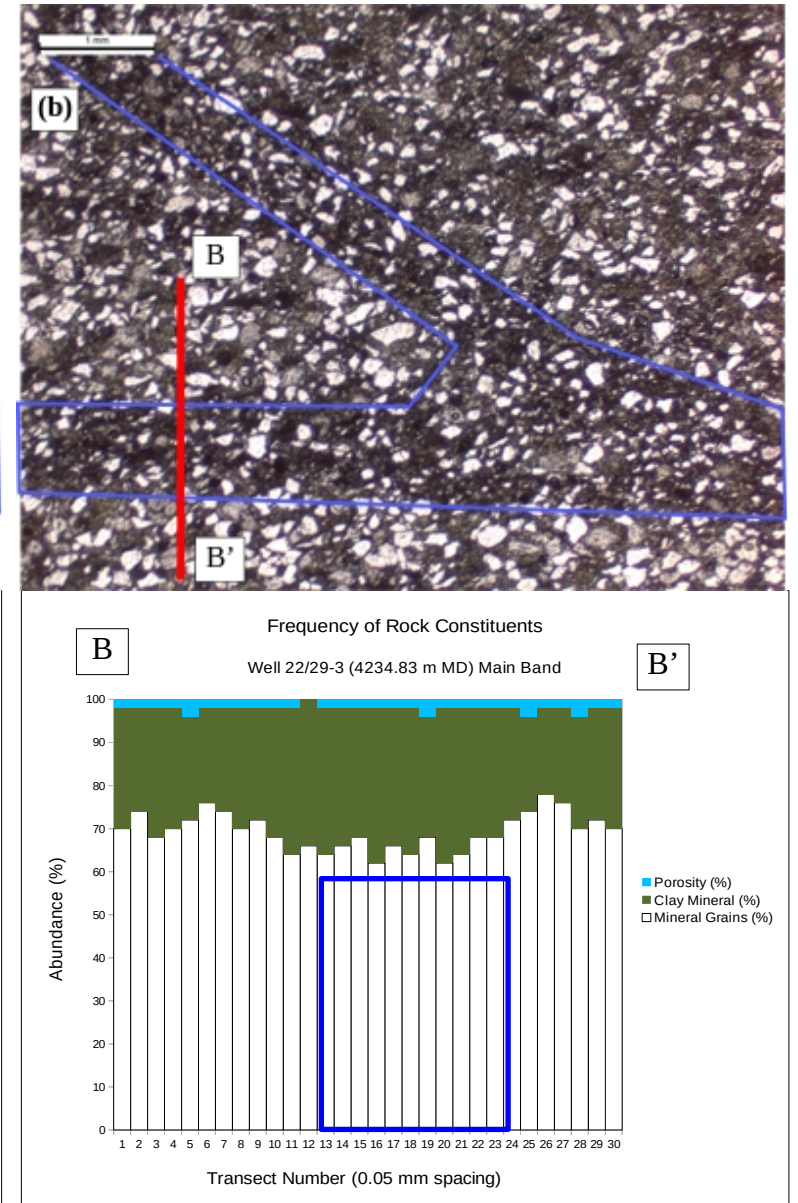 1 mm
(b)
B
B’
Frequency of Rock Constituents
B
Well 22/29-3 (4234.83 m MD) Main Band
B’
100
90
80
70
60
50
40
30
20
10
0
Abundance (%)
Porosity (%)
Clay Mineral (%)
Mineral Grains (%)
1 2 3 4 5 6 7 8 9 10 11 12 13 14 15 16 17 18 19 20 21 22 23 24 25 26 27 28 29 30
Transect Number (0.05 mm spacing)